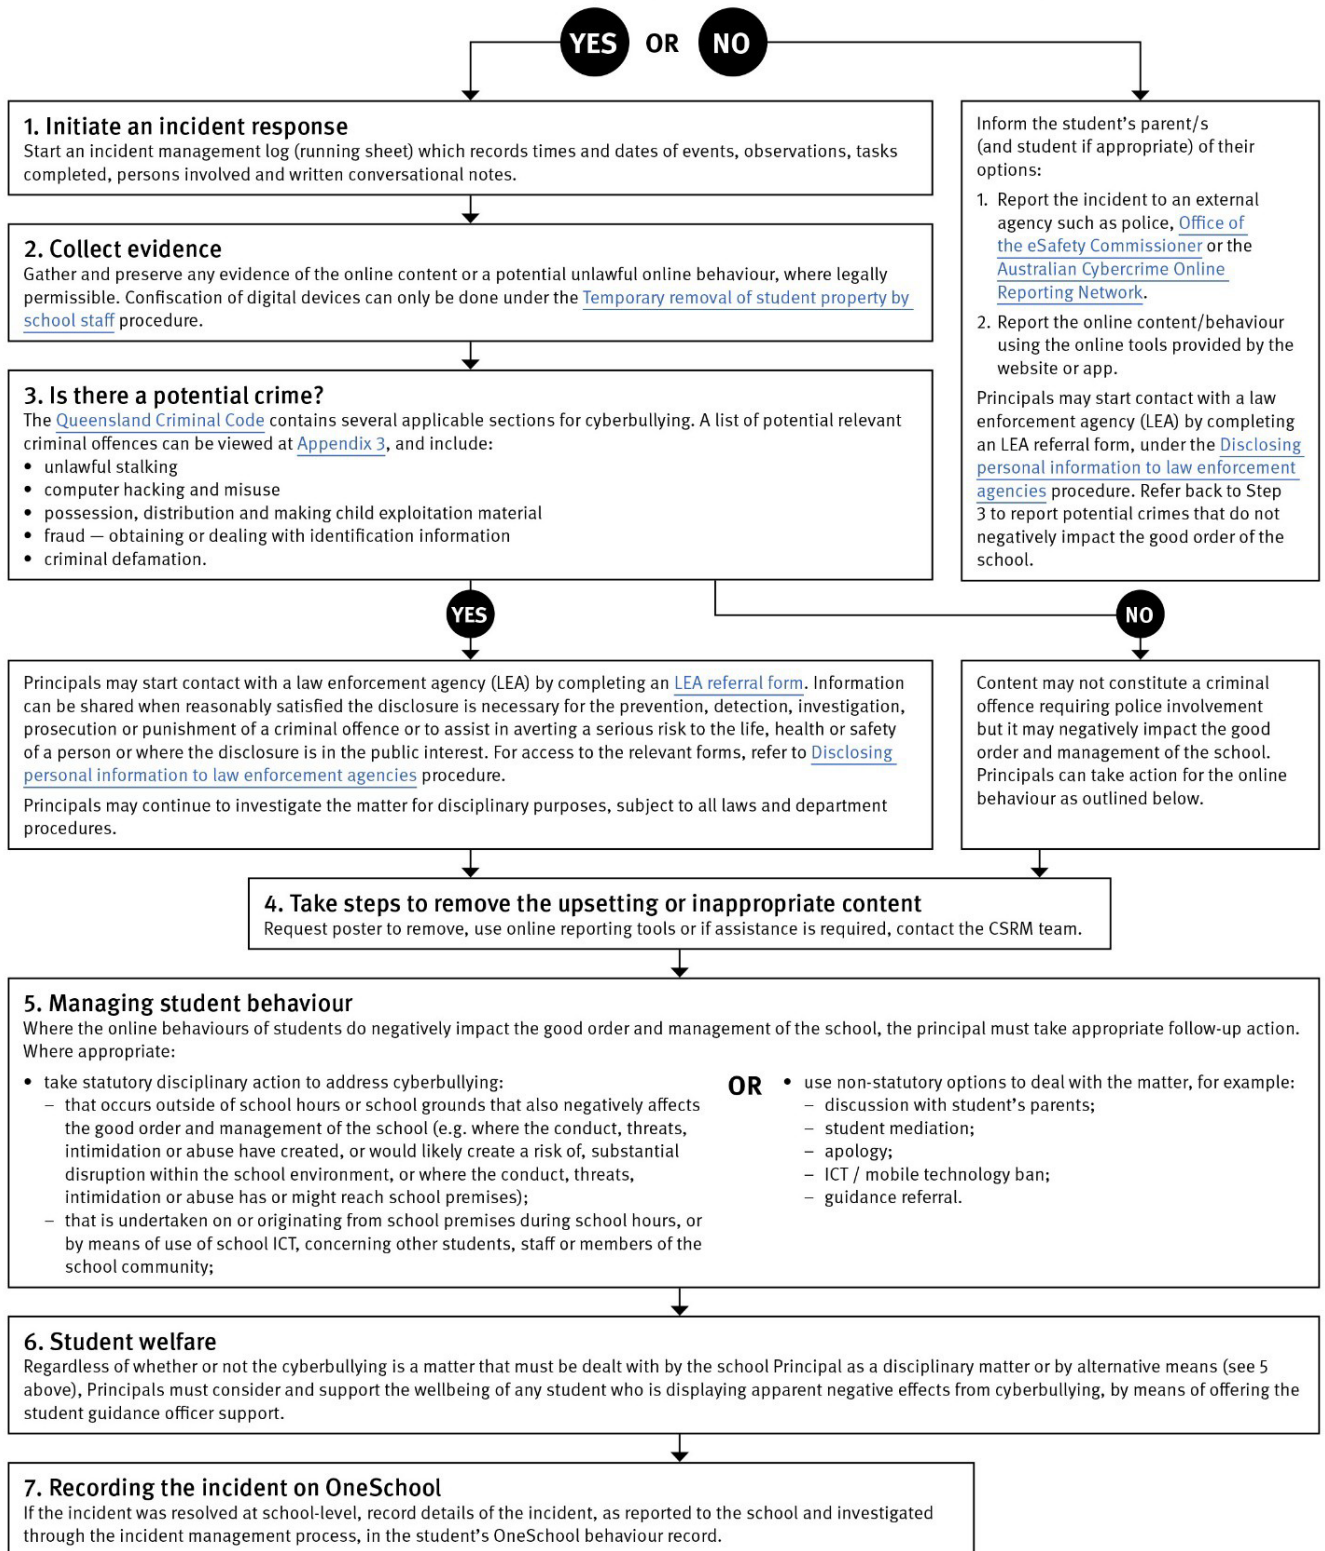 YES OR NO
1. Initiate an incident response
Start an incident management log (running sheet) which records times and dates of events, observations, tasks
completed, persons involved and written conversational notes.
2. Collect evidence
Gather and preserve any evidence of the online content or a potential unlawful online behaviour, where legally
permissible. Confiscation of digital devices can only be done under the Temporary removal of student property by
school staff procedure.
3. Is there a potential crime?
The Queensland Criminal Code contains several applicable sections for cyberbullying. A list of potential relevant
criminal offences can be viewed at Appendix 3, and include:
• unlawful stalking
• computer hacking and misuse
• possession, distribution and making child exploitation material
• fraud — obtaining or dealing with identification information
• criminal defamation.
Inform the student's parent/s
(and student if appropriate) of their
options:
1. Report the incident to an external
agency such as police, Office of
the eSafety Commissioner or the
Australian Cybercrime Online
Reporting Network.
2. Report the online content/behaviour
using the online tools provided by the
website or app.
Principals may start contact with a law
enforcement agency (LEA) by completing
an LEA referral form, under the Disclosing
personal information to law enforcement
agencies procedure. Refer back to Step
3 to report potential crimes that do not
negatively impact the good order of the
school.
YES
NO
Principals may start contact with a law enforcement agency (LEA) by completing an LEA referral form. Information
can be shared when reasonably satisfied the disclosure is necessary for the prevention, detection, investigation,
prosecution or punishment of a criminal offence or to assist in averting a serious risk to the life, health or safety
of a person or where the disclosure is in the public interest. For access to the relevant forms, refer to Disclosing
personal information to law enforcement agencies procedure.
Principals may continue to investigate the matter for disciplinary purposes, subject to all laws and department
procedures.
Content may not constitute a criminal
offence requiring police involvement
but it may negatively impact the good
order and management of the school.
Principals can take action for the online
behaviour as outlined below.
4. Take steps to remove the upsetting or inappropriate content
Request poster to remove, use online reporting tools or if assistance is required, contact the CSRM team.
5. Managing student behaviour
Where the online behaviours of students do negatively impact the good order and management of the school, the principal must take appropriate follow-up action.
Where appropriate:
• take statutory disciplinary action to address cyberbullying:
– that occurs outside of school hours or school grounds that also negatively affects
the good order and management of the school (e.g. where the conduct, threats,
intimidation or abuse have created, or would likely create a risk of, substantial
disruption within the school environment, or where the conduct, threats,
intimidation or abuse has or might reach school premises);
– that is undertaken on or originating from school premises during school hours, or
by means of use of school ICT, concerning other students, staff or members of the
school community;
OR
• use non-statutory options to deal with the matter, for example:
– discussion with student's parents;
– student mediation;
– apology;
– ICT / mobile technology ban;
– guidance referral.
6. Student welfare
Regardless of whether or not the cyberbullying is a matter that must be dealt with by the school Principal as a disciplinary matter or by alternative means (see 5
above), Principals must consider and support the wellbeing of any student who is displaying apparent negative effects from cyberbullying, by means of offering the
student guidance officer support.
7. Recording the incident on OneSchool
If the incident was resolved at school-level, record details of the incident, as reported to the school and investigated
through the incident management process, in the student's OneSchool behaviour record.